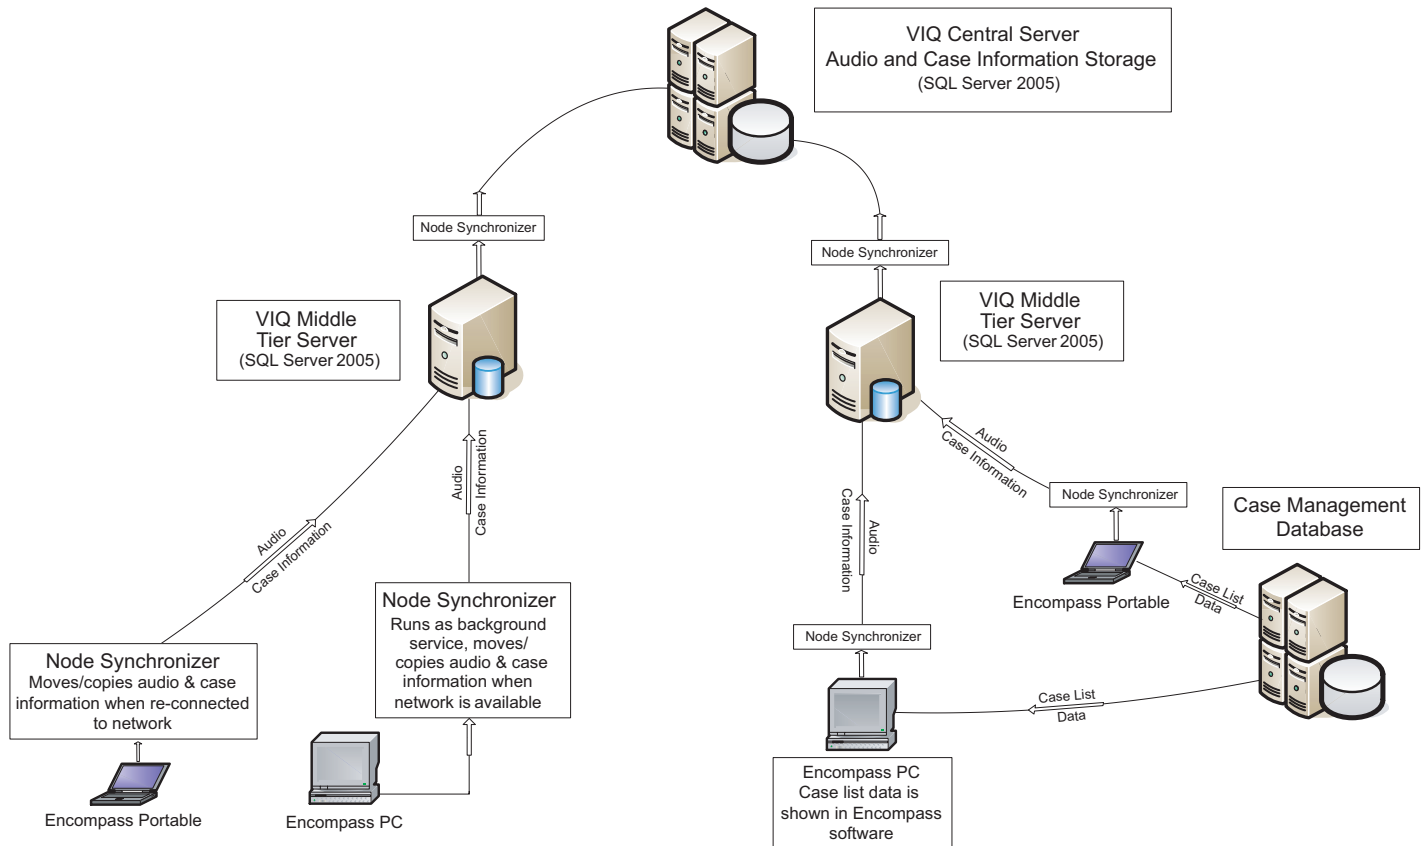 VIQ Central Server
Audio and Case Information Storage
(SQL Server 2005)
Node Synchronizer
Node Synchronizer
VIQ Middle
Tier Server
(SQL Server 2005)
VIQ Middle
Tier Server
(SQL Server 2005)
Audio
Case Information
Audio
Case Information
Audio
Case Information
Audio
Case Information
Node Synchronizer
Case Management
Database
Encompass Portable
Case List
Data
Node Synchronizer
Moves/copies audio & case
information when re-connected
to network
Node Synchronizer
Runs as background
service, moves/
copies audio & case
information when
network is available
Node Synchronizer
Case List
Data
Encompass Portable
Encompass PC
Encompass PC
Case list data is
shown in Encompass
software